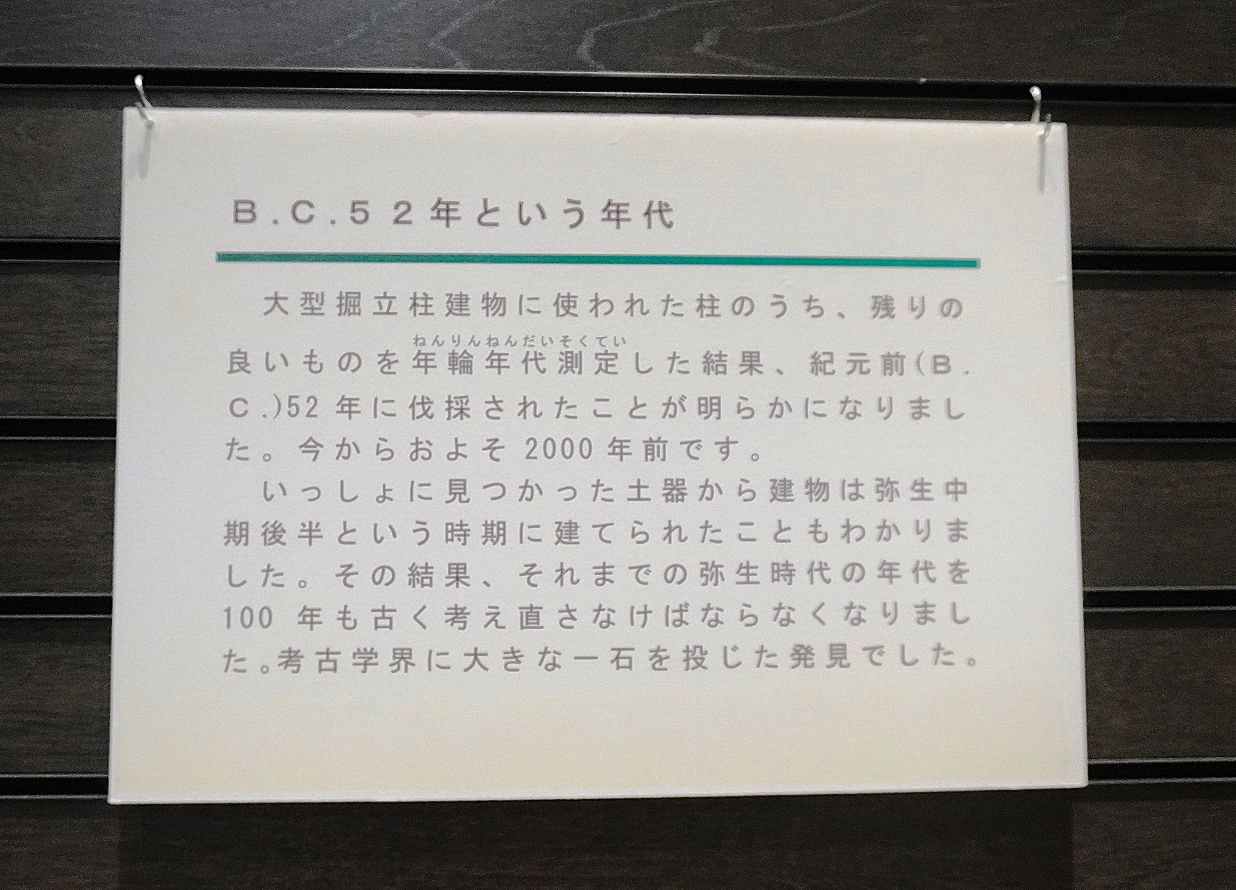 B.C.52年という年代
大型掘立柱建物に使われた柱のうち、残りの
ねんりんねんだいそくてい
良いものを年輪年代測定した結果、紀元前(B.
C.)52年に伐採されたことが明らかになりまし
た。今からおよそ2000年前です。
いっしょに見つかった土器から建物は弥生中
期後半という時期に建てられたこともわかりま
した。その結果、それまでの弥生時代の年代を
100年も古く考え直さなけばならなくなりまし
た。考古学界に大きな一石を投じた発見でした。